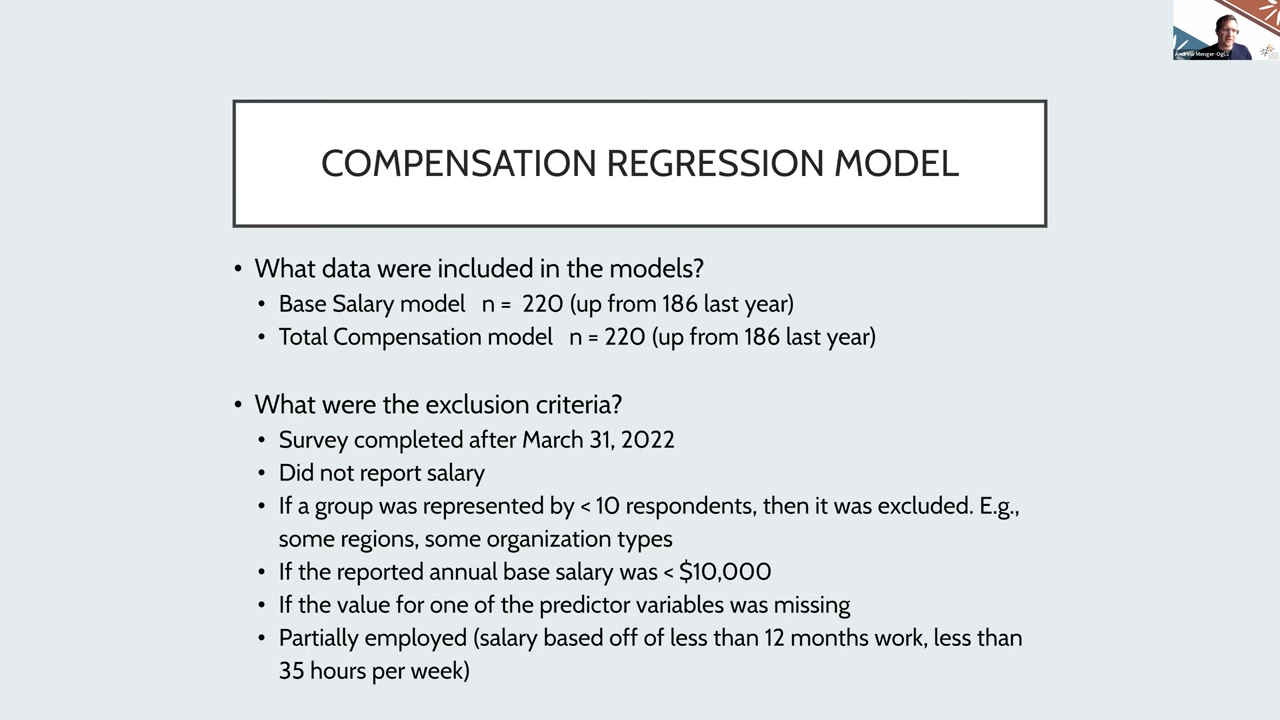 Andrew Menger-Ogle
COMPENSATION REGRESSION MODEL
• What data were included in the models?
• Base Salary model n = 220 (up from 186 last year)
• Total Compensation model n = 220 (up from 186 last year)
• What were the exclusion criteria?
• Survey completed after March 31, 2022
• Did not report salary
• If a group was represented by < 10 respondents, then it was excluded. E.g.,
some regions, some organization types
• If the reported annual base salary was < $10,000
• If the value for one of the predictor variables was missing
• Partially employed (salary based off of less than 12 months work, less than
35 hours per week)